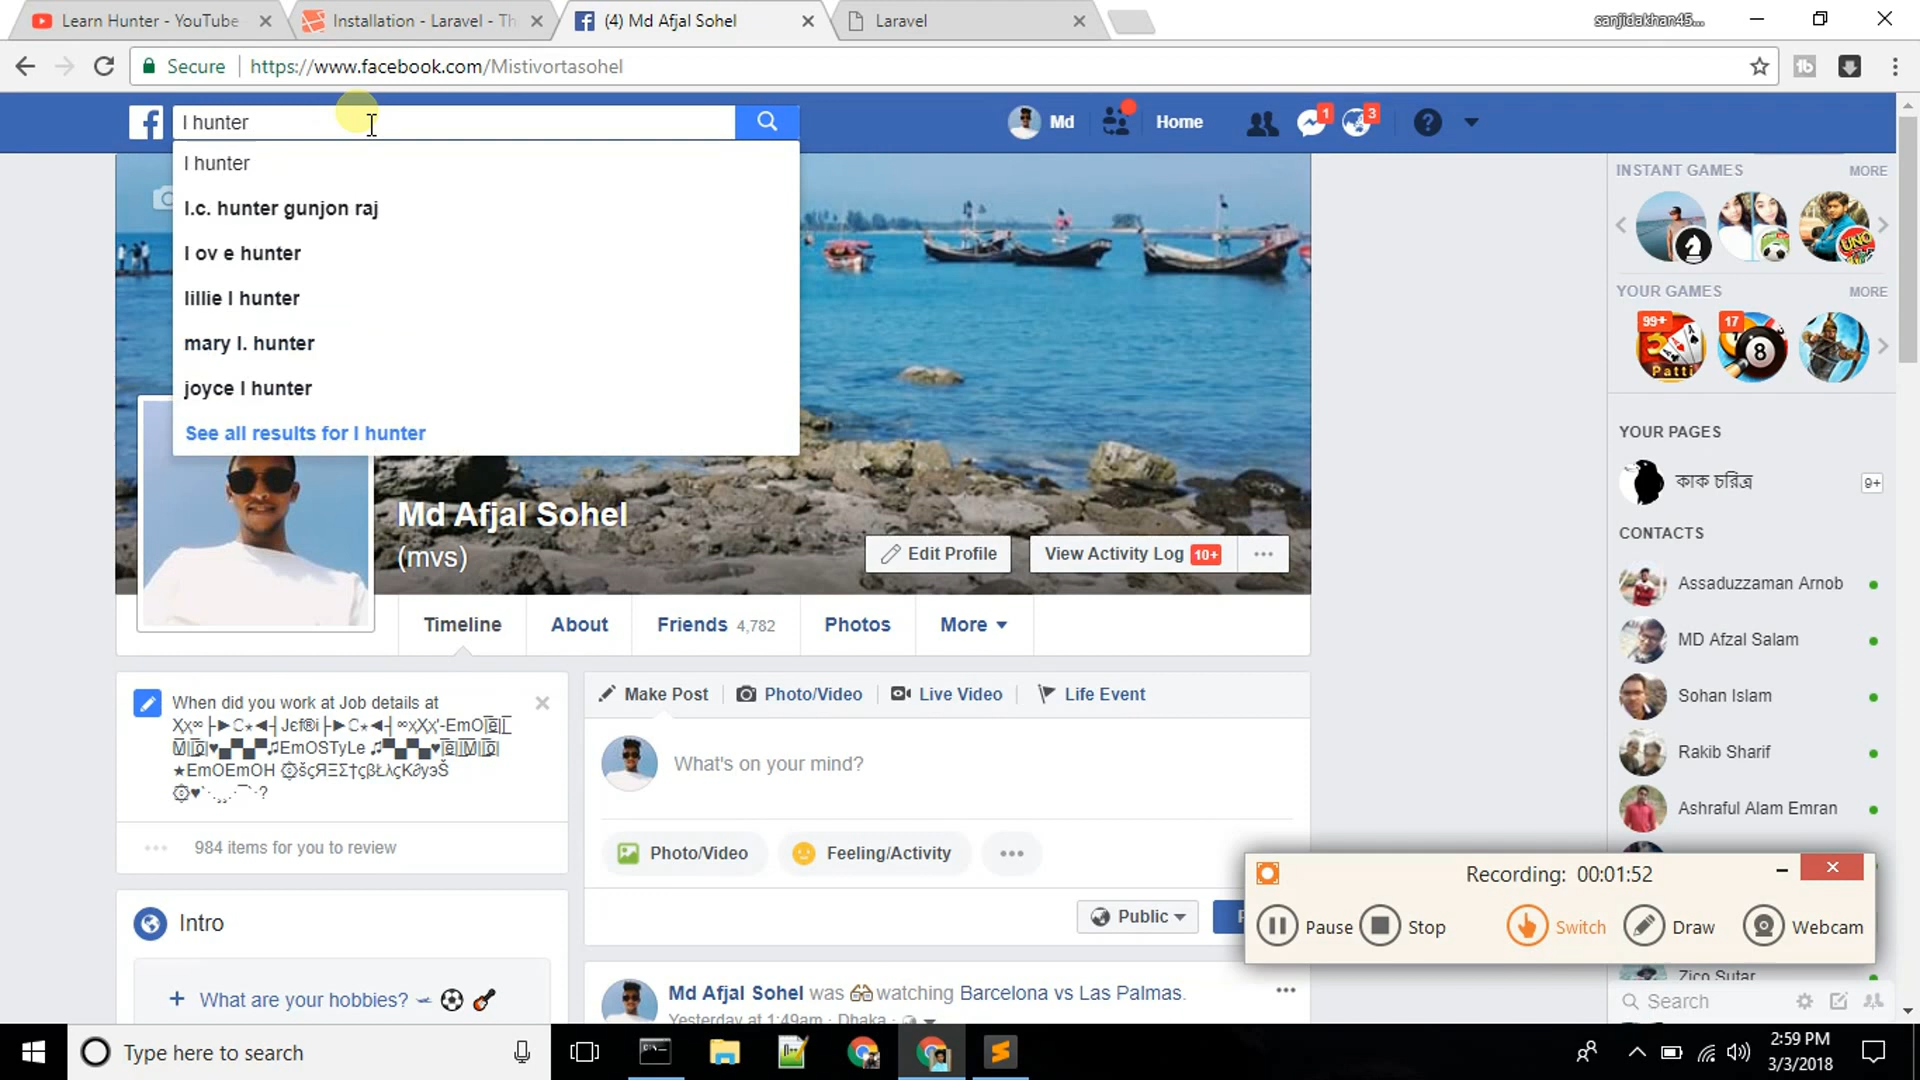 Learn Hunter - YouTube
Installation - Laravel - Th
(4) Md Afjal Sohel
Laravel
sanjidakhan45...
Secure
https://www.facebook.com/Mistivortasohel
l hunter
Md
Home
1
3
l hunter
l.c. hunter gunjon raj
l ov e hunter
lillie l hunter
mary l. hunter
joyce l hunter
See all results for l hunter
Md Afjal Sohel
(mvs)
Edit Profile
View Activity Log 10+
Timeline
About
Friends 4,782
Photos
More
When did you work at Job details at
984 items for you to review
Intro
+ What are your hobbies?
Make Post
Photo/Video
Live Video
Life Event
What's on your mind?
Photo/Video
Feeling/Activity
Public
Md Afjal Sohel was watching Barcelona vs Las Palmas.
Yesterday at 1:49am · Dhaka ·
INSTANT GAMES
MORE
UNO
YOUR GAMES
MORE
99+
3
Patti
17
8
YOUR PAGES
কাক চরিত্র
9+
CONTACTS
Assaduzzaman Arnob
MD Afzal Salam
Sohan Islam
Rakib Sharif
Ashraful Alam Emran
Zico Sutar
Search
Recording: 00:01:52
Pause
Stop
Switch
Draw
Webcam
Type here to search
2:59 PM
3/3/2018